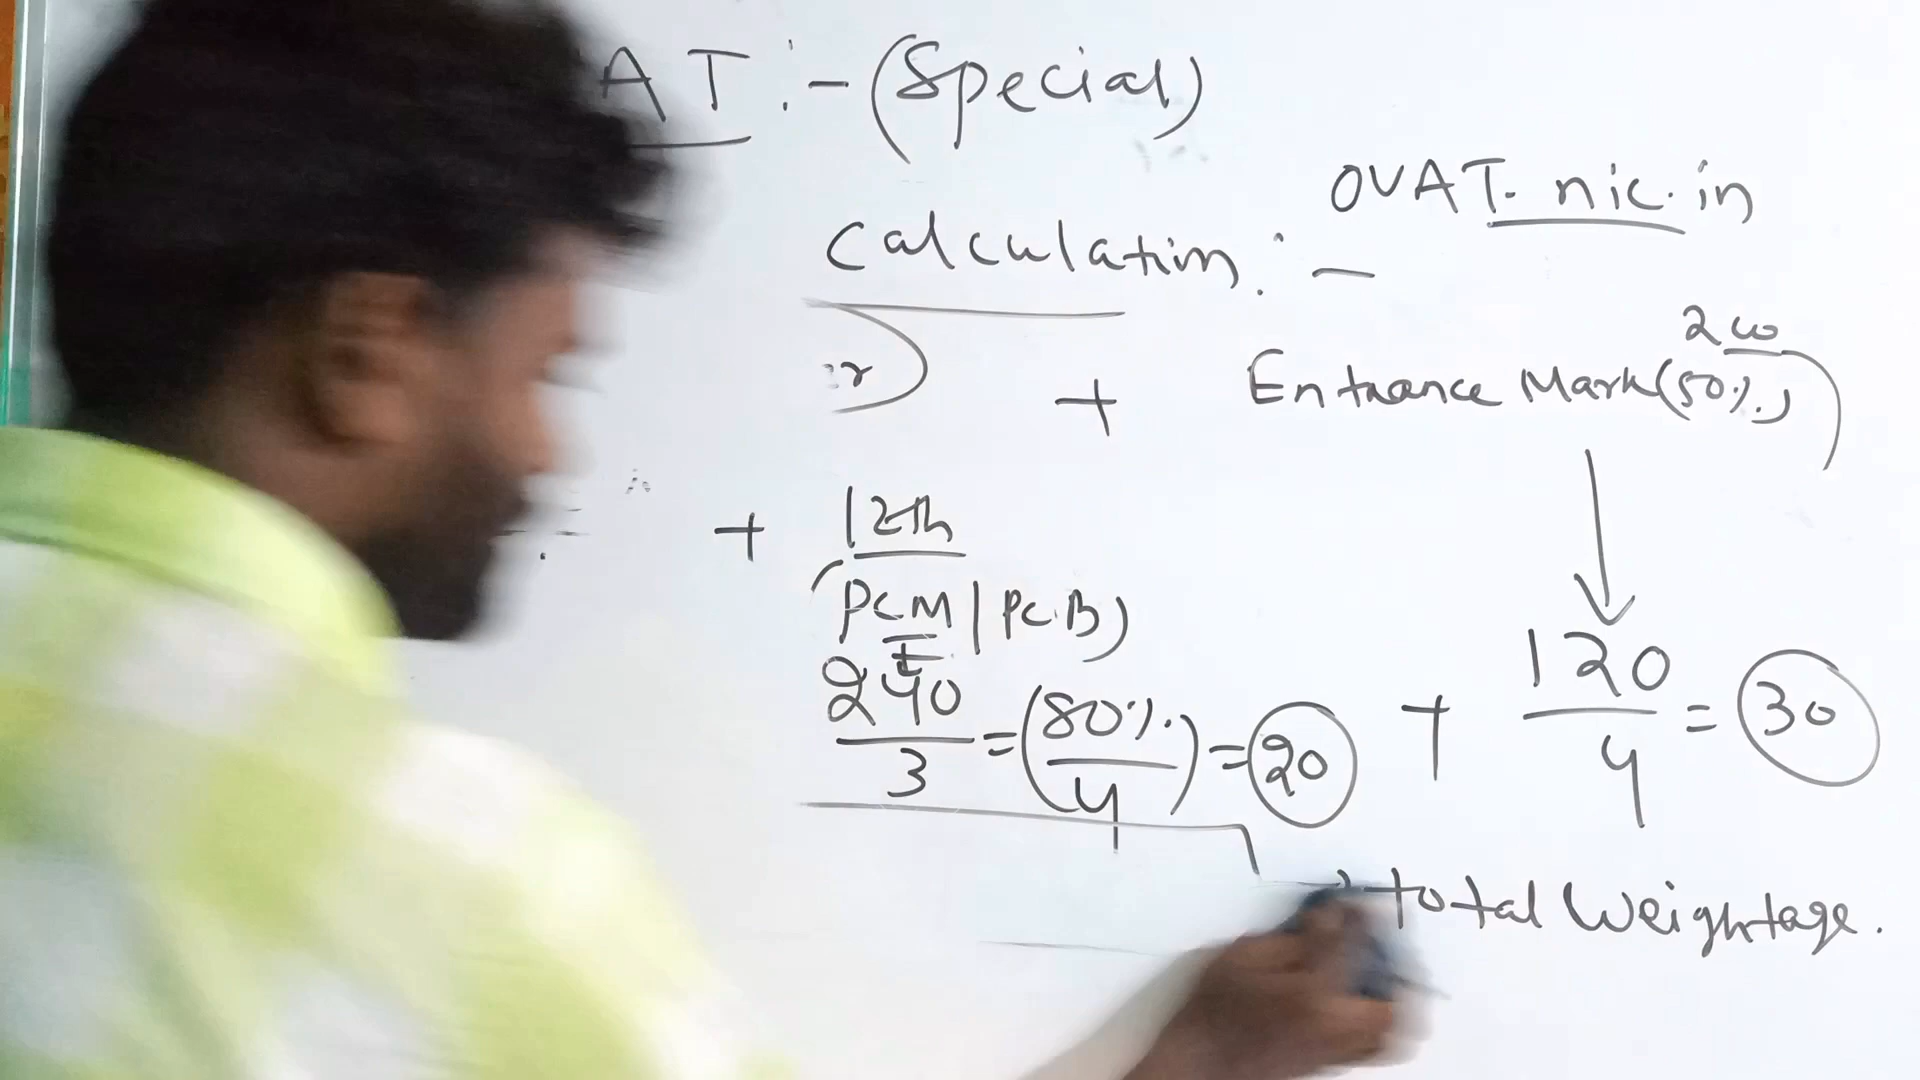 AT :- (Special)
OVAT. nic.in
Calculation :-
200
+ Entrance Mark (50%)
+ 12th
(PCM | PCB)
240/3 = (80%/4) = 20 + 120/4 = 30
total Weightage.